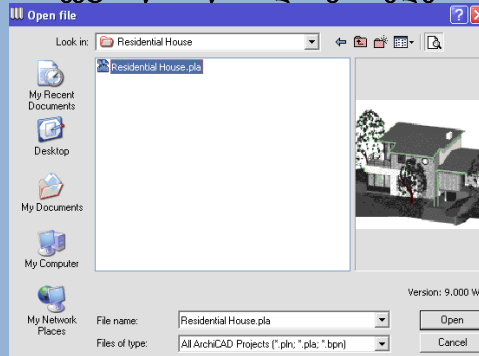 Open file
Look in: Residential House
Residential House.pla
My Recent
Documents
Desktop
My Documents
My Computer
My Network
Places
Version: 9.000 W
File name: Residential House.pla Open
Files of type: All ArchiCAD Projects (*.pln; *.pla; *.bpn) Cancel